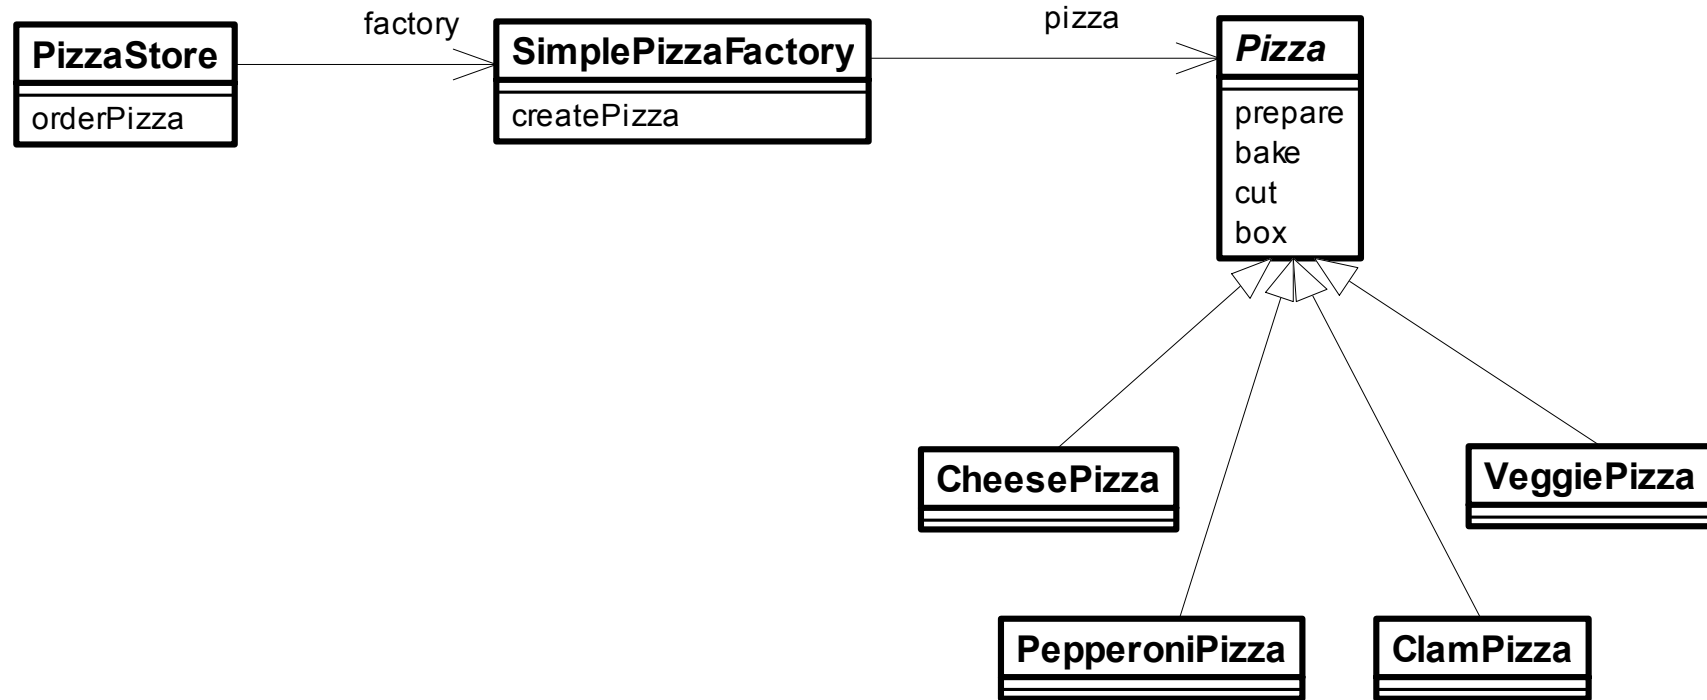 PizzaStore
orderPizza
factory
SimplePizzaFactory
createPizza
pizza
Pizza
prepare
bake
cut
box
CheesePizza
VeggiePizza
PepperoniPizza
ClamPizza